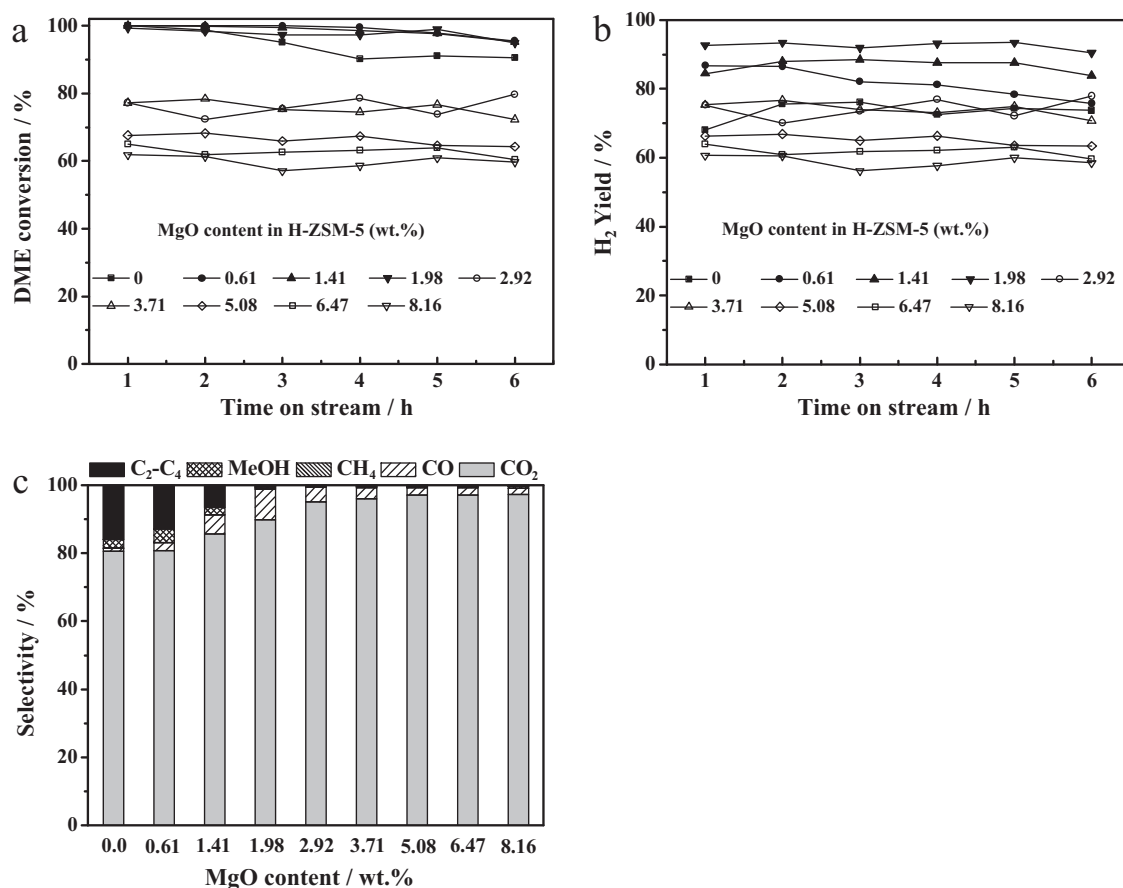 a
100
80
60
40
20
0
DME conversion / %
MgO content in H-ZSM-5 (wt.%)
0 0.61 1.41 1.98 2.92
3.71 5.08 6.47 8.16
1 2 3 4 5 6
Time on stream / h
b
100
80
60
40
20
0
H₂ Yield / %
MgO content in H-ZSM-5 (wt.%)
0 0.61 1.41 1.98 2.92
3.71 5.08 6.47 8.16
1 2 3 4 5 6
Time on stream / h
c
C₂-C₄ MeOH CH₄ CO CO₂
100
80
60
40
20
0
Selectivity / %
0.0 0.61 1.41 1.98 2.92 3.71 5.08 6.47 8.16
MgO content / wt.%